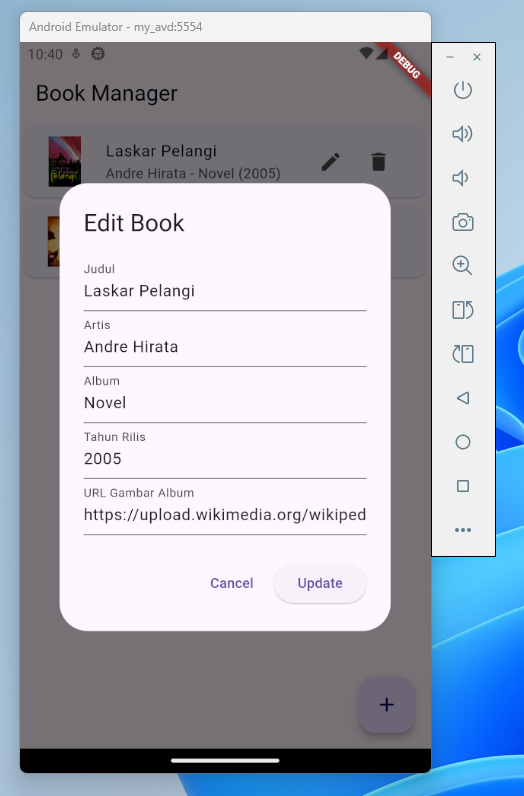 Android Emulator - my_avd:5554
10:40
DEBUG
Book Manager
Laskar Pelangi
Andre Hirata - Novel (2005)
Edit Book
Judul
Laskar Pelangi
Artis
Andre Hirata
Album
Novel
Tahun Rilis
2005
URL Gambar Album
https://upload.wikimedia.org/wikiped
Cancel
Update